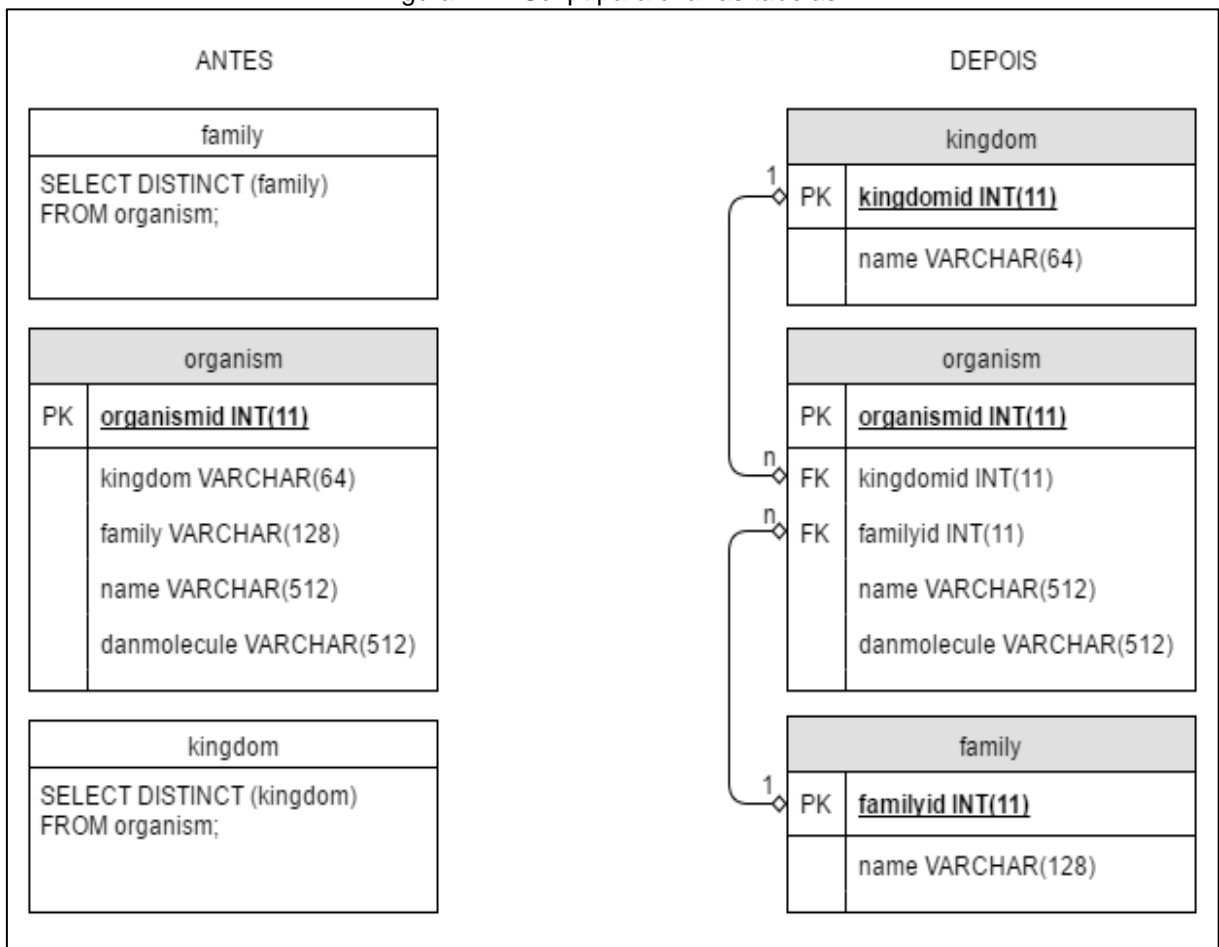 ANTES
family
SELECT DISTINCT (family)
FROM organism;
organism
PK organismid INT(11)
kingdom VARCHAR(64)
family VARCHAR(128)
name VARCHAR(512)
danmolecule VARCHAR(512)
kingdom
SELECT DISTINCT (kingdom)
FROM organism;
DEPOIS
kingdom
1
PK kingdomid INT(11)
name VARCHAR(64)
organism
PK organismid INT(11)
n
FK kingdomid INT(11)
n
FK familyid INT(11)
name VARCHAR(512)
danmolecule VARCHAR(512)
family
1
PK familyid INT(11)
name VARCHAR(128)